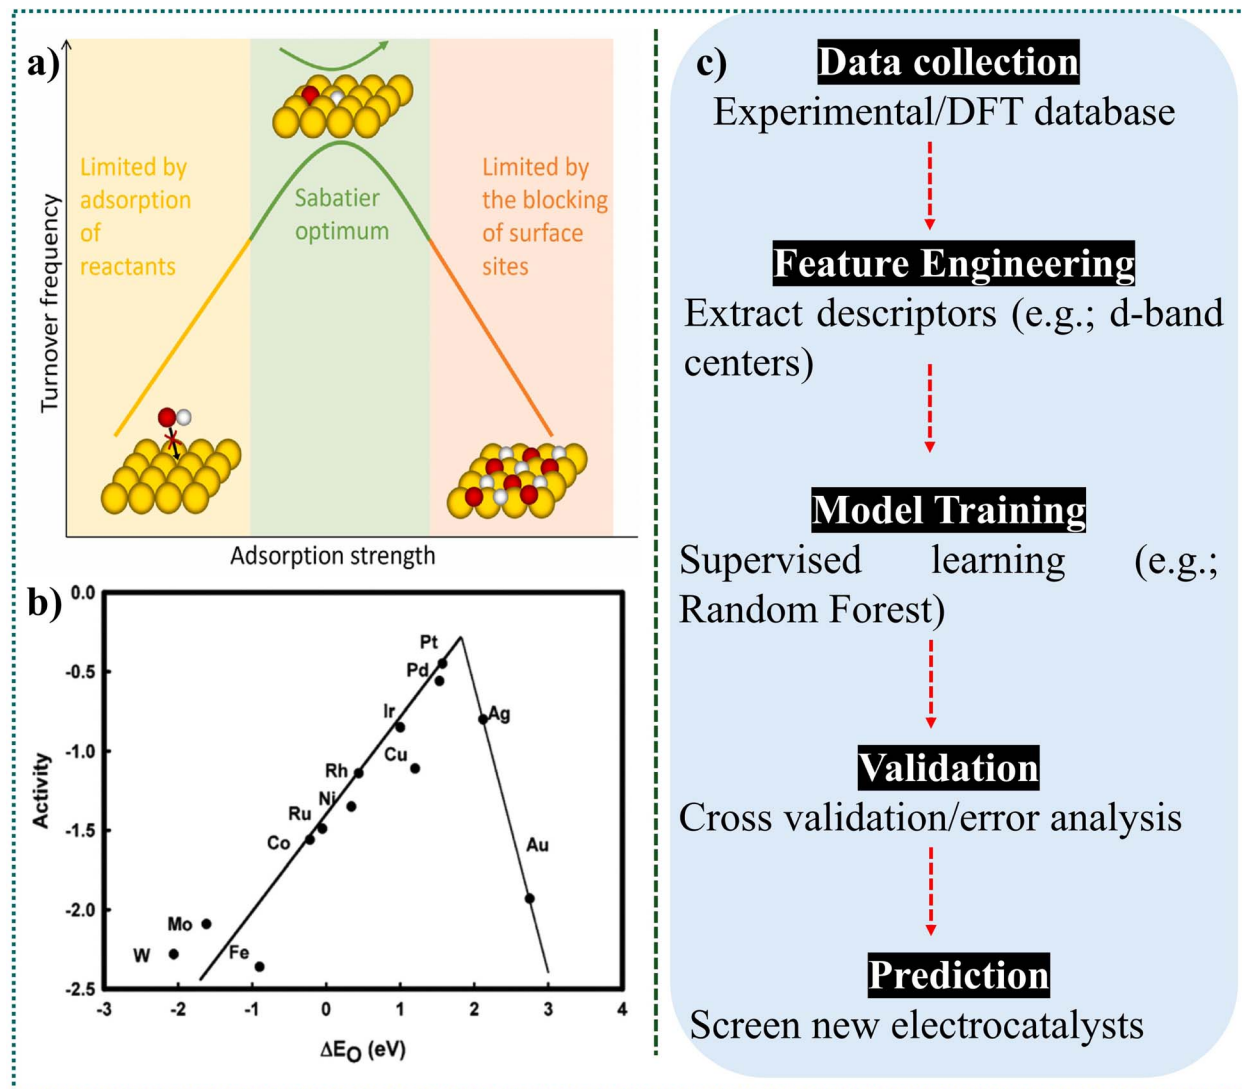 a)
Turnover frequency
Limited by
adsorption
of
reactants
Sabatier
optimum
Limited by
the blocking
of surface
sites
Adsorption strength
b)
Activity
0.0
-0.5
-1.0
-1.5
-2.0
-2.5
-3 -2 -1 0 1 2 3 4
ΔEO (eV)
Pt
Pd
Ir
Ag
Cu
Rh
Ni
Ru
Co
Au
Mo
W
Fe
c)
Data collection
Experimental/DFT database
Feature Engineering
Extract descriptors (e.g.; d-band
centers)
Model Training
Supervised learning (e.g.;
Random Forest)
Validation
Cross validation/error analysis
Prediction
Screen new electrocatalysts